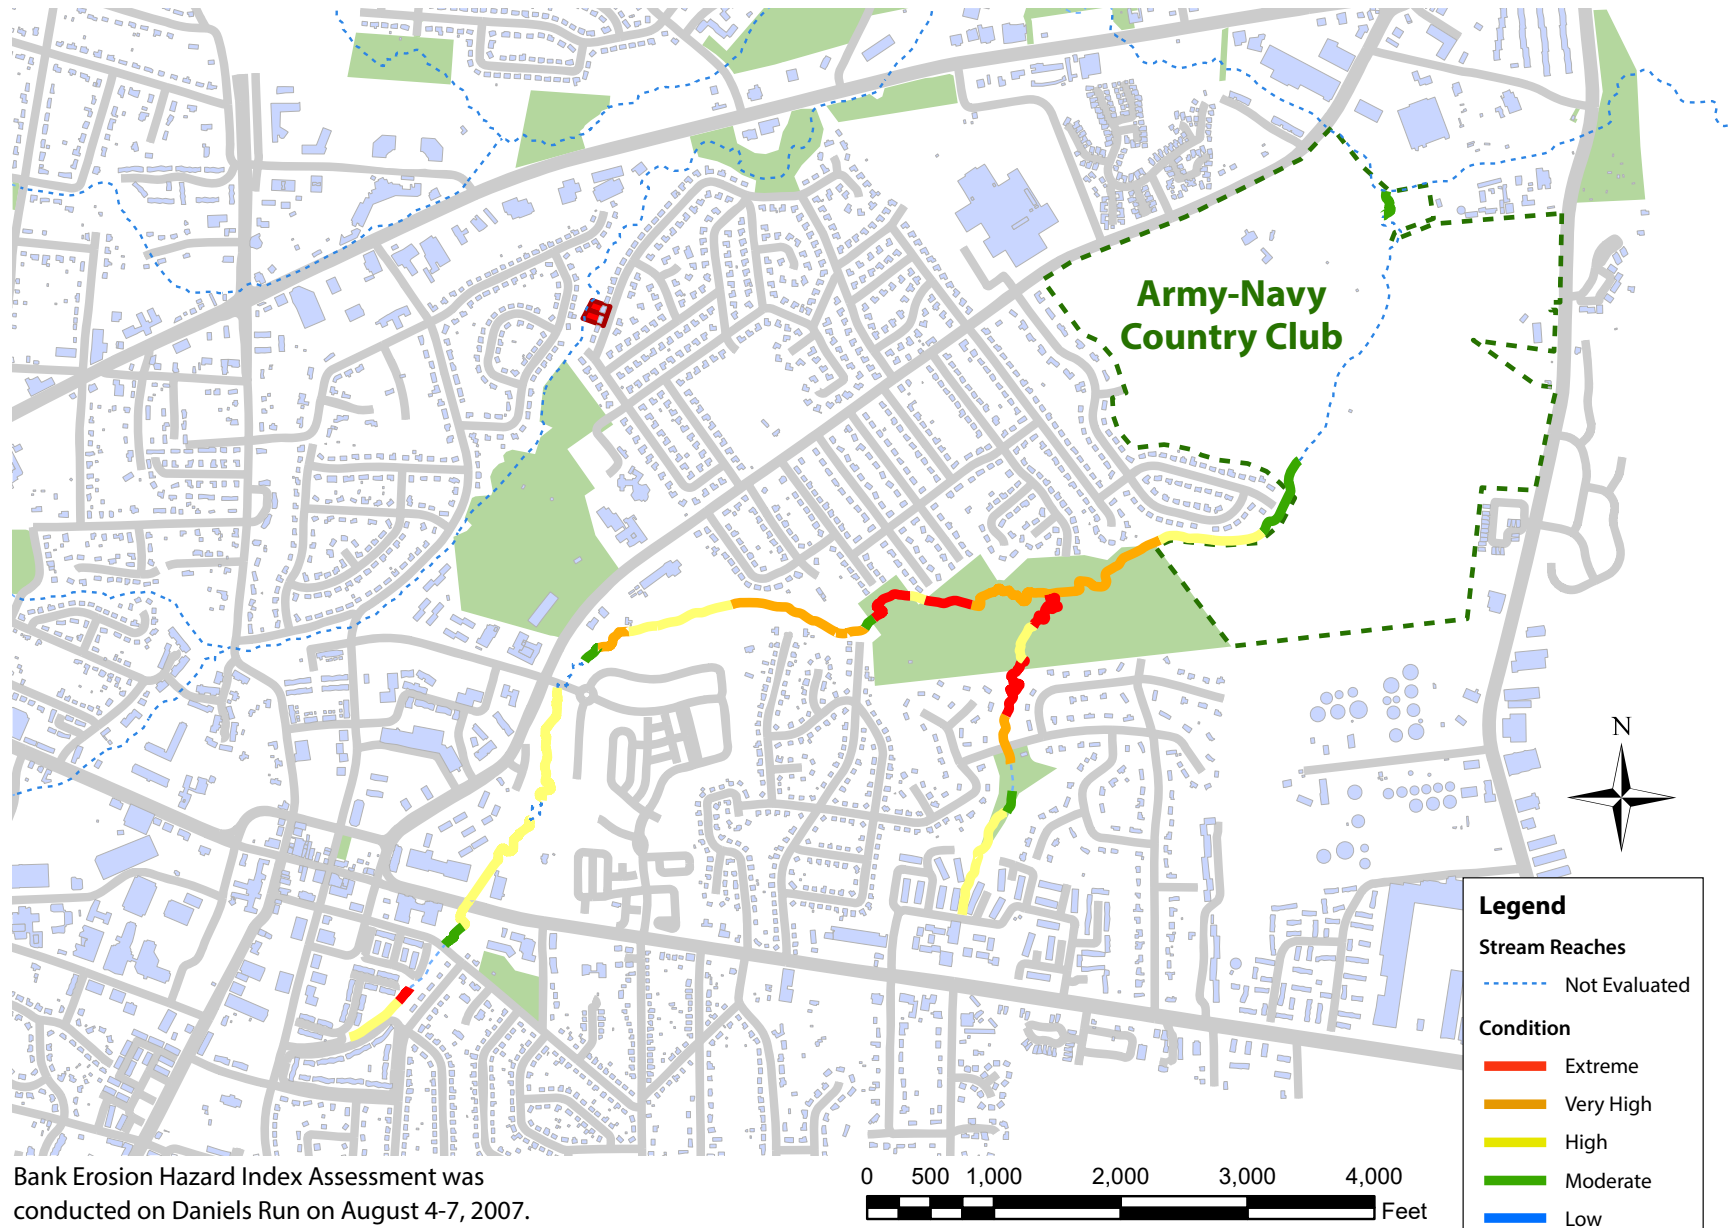 Army-Navy
Country Club
N
Legend
Stream Reaches
Not Evaluated
Condition
Extreme
Very High
High
Moderate
Low
Bank Erosion Hazard Index Assessment was
conducted on Daniels Run on August 4-7, 2007.
0 500 1,000 2,000 3,000 4,000
Feet